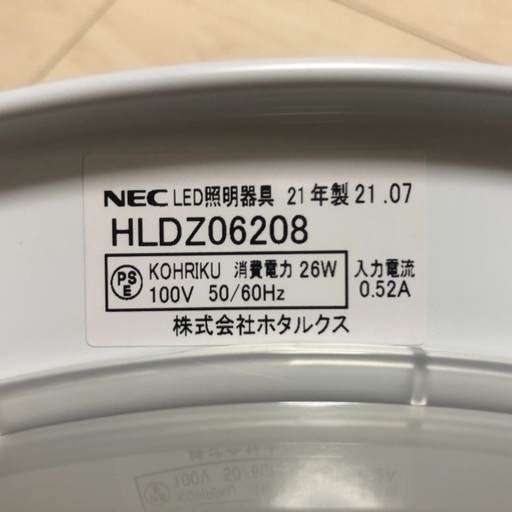 NEC LED照明器具 21年製 21.07
HLDZ06208
PSE KOHRIKU 消費電力 26W 入力電流
100V 50/60Hz 0.52A
株式会社ホタルクス